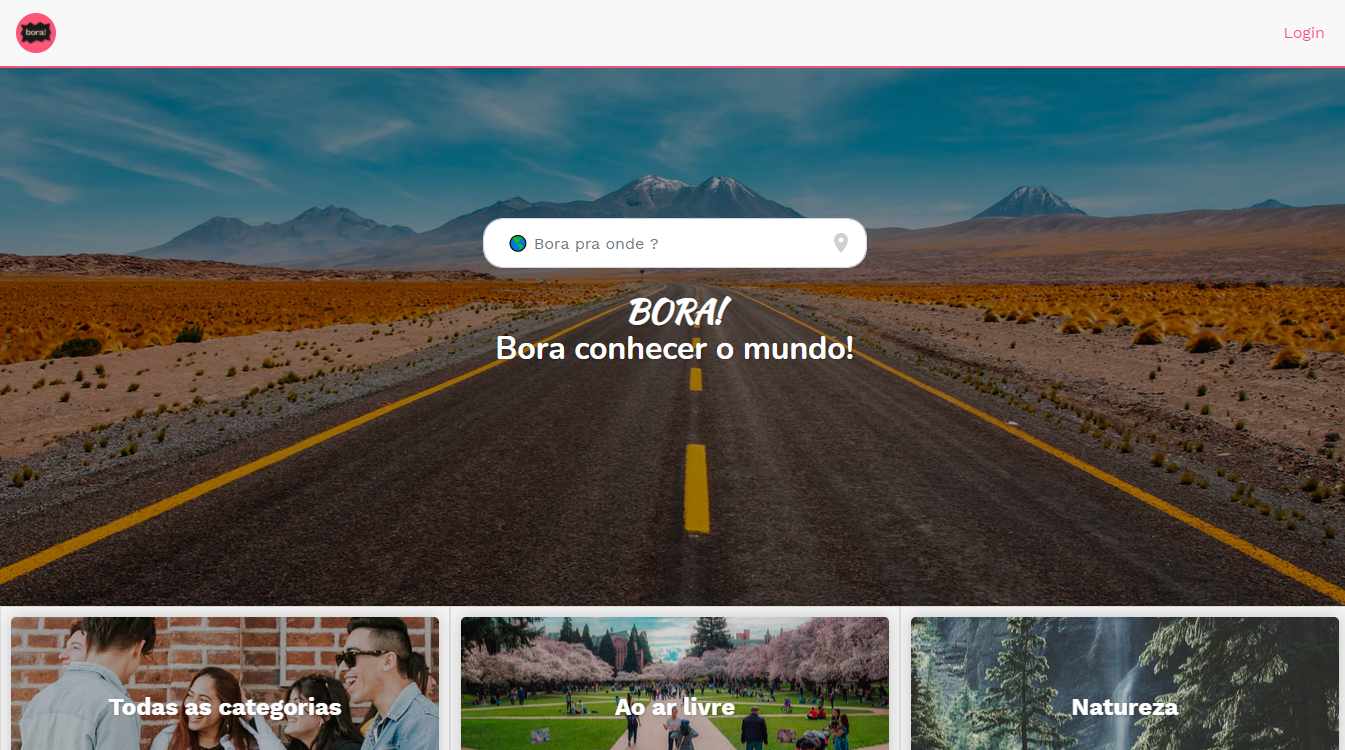 bora!
Login
Bora pra onde ?
BORA!
Bora conhecer o mundo!
Todas as categorias
Ao ar livre
Natureza